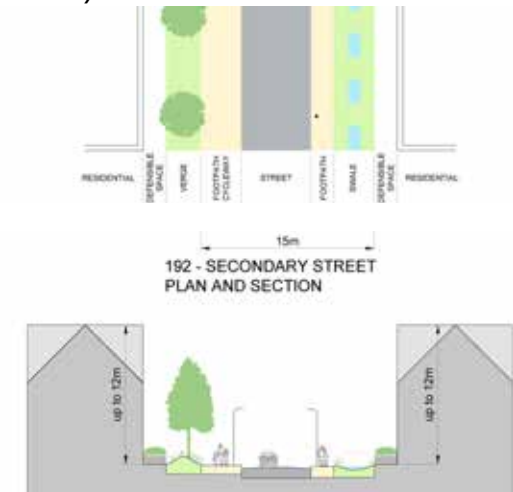 RESIDENTIAL
DEFENSIBLE
SPACE
VERGE
FOOTPATH
CYCLEWAY
STREET
FOOTPATH
SWALE
DEFENSIBLE
SPACE
RESIDENTIAL
15m
192 - SECONDARY STREET
PLAN AND SECTION
up to 12m
up to 12m